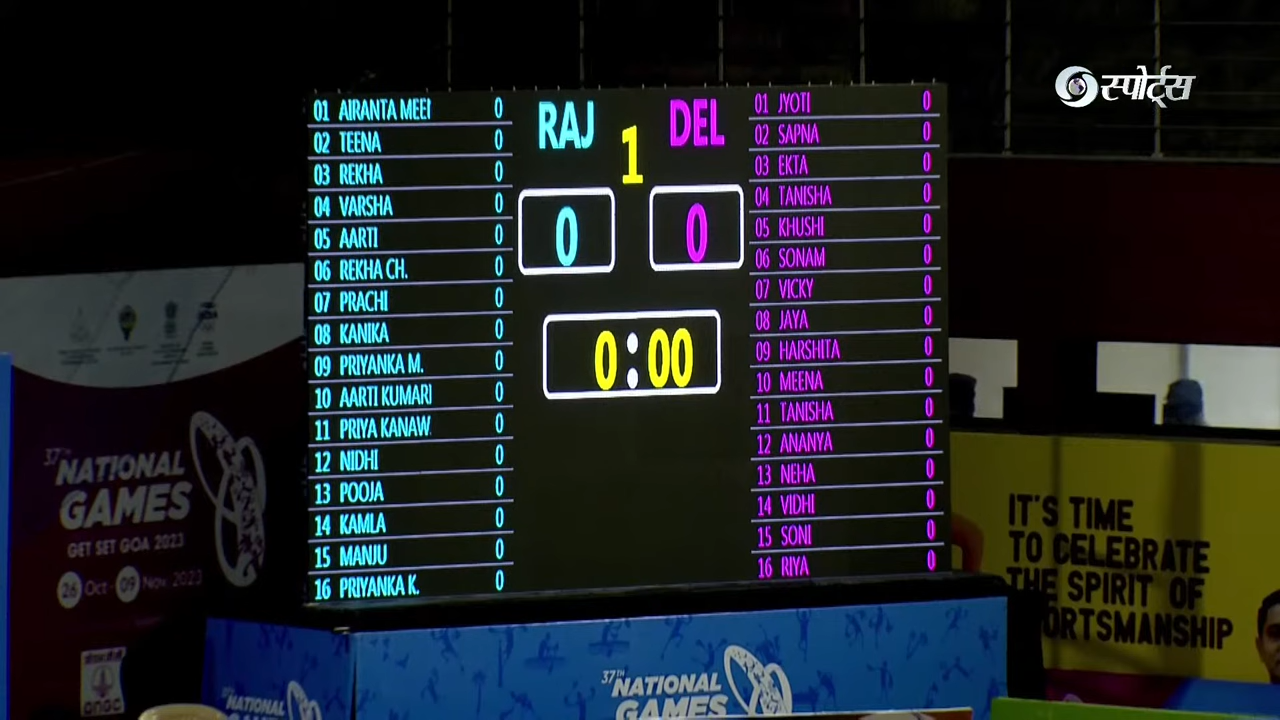 स्पोर्ट्स
RAJ 1 DEL
0 0
0:00
01 AIRANTA MEE 0
02 TEENA 0
03 REKHA 0
04 VARSHA 0
05 AARTI 0
06 REKHA CH. 0
07 PRACHI 0
08 KANIKA 0
09 PRIYANKA M. 0
10 AARTI KUMARI 0
11 PRIYA KANAW 0
12 NIDHI 0
13 POOJA 0
14 KAMLA 0
15 MANJU 0
16 PRIYANKA K. 0
01 JYOTI 0
02 SAPNA 0
03 EKTA 0
04 TANISHA 0
05 KHUSHI 0
06 SONAM 0
07 VICKY 0
08 JAYA 0
09 HARSHITA 0
10 MEENA 0
11 TANISHA 0
12 ANANYA 0
13 NEHA 0
14 VIDHI 0
15 SONI 0
16 RIYA 0
37TH
NATIONAL
GAMES
GET SET GOA 2023
26 Oct - 09 Nov. 2023
ongc
IT'S TIME
TO CELEBRATE
THE SPIRIT OF
ORTSMANSHIP
37TH
NATIONAL
GAMES
NATIONAL
GAMES